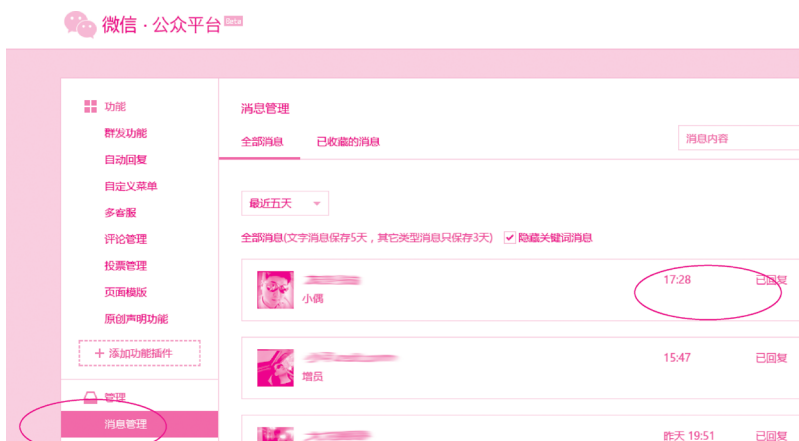 微信·公众平台 Beta
功能
群发功能
自动回复
自定义菜单
多客服
评论管理
投票管理
页面模版
原创声明功能
+ 添加功能插件
管理
消息管理
消息管理
全部消息 已收藏的消息
消息内容
最近五天
全部消息(文字消息保存5天，其它类型消息只保存3天) 隐藏关键词消息
17:28 已回复
小偶
15:47 已回复
增员
昨天 19:51 已回复